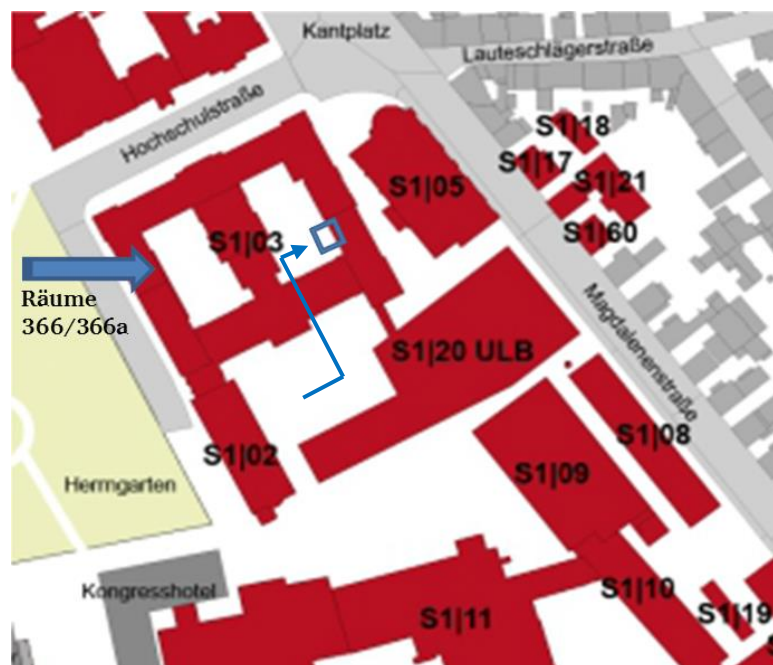 Kantplatz
Lauteschlägerstraße
Hochschulstraße
S1|18
S1|17
S1|05
S1|21
S1|03
S1|60
Räume
366/366a
Magdalenenstraße
S1|20 ULB
S1|08
S1|02
S1|09
Herrngarten
Kongresshotel
S1|10
S1|11
S1|19